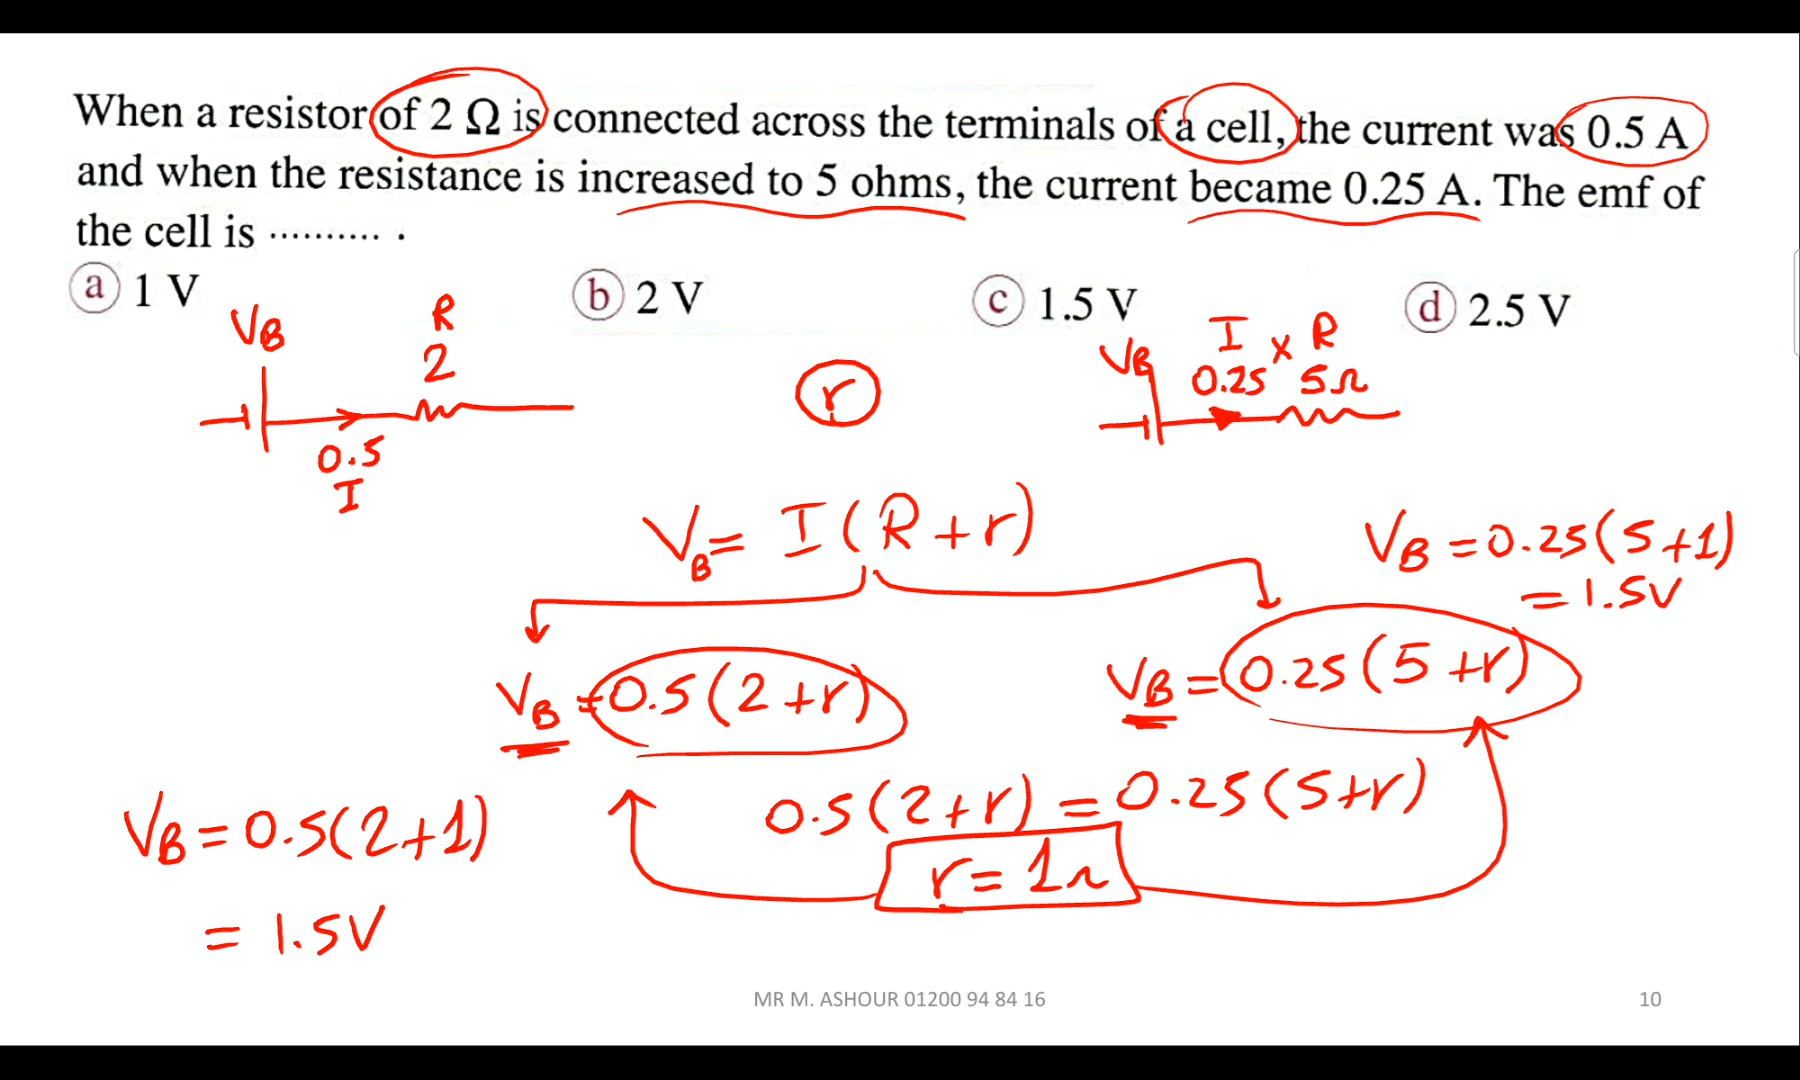 When a resistor of 2 Ω is connected across the terminals of a cell, the current was 0.5 A
and when the resistance is increased to 5 ohms, the current became 0.25 A. The emf of
the cell is .......... .
a 1 V
b 2 V
c 1.5 V
d 2.5 V
VB
R
2
0.5
I
r
VB
I × R
0.25 5Ω
VB = I(R+r)
VB = 0.25(5+1)
= 1.5V
VB = 0.5(2+r)
VB = 0.25(5+r)
0.5(2+r) = 0.25(5+r)
r = 1Ω
VB = 0.5(2+1)
= 1.5V
MR M. ASHOUR 01200 94 84 16
10